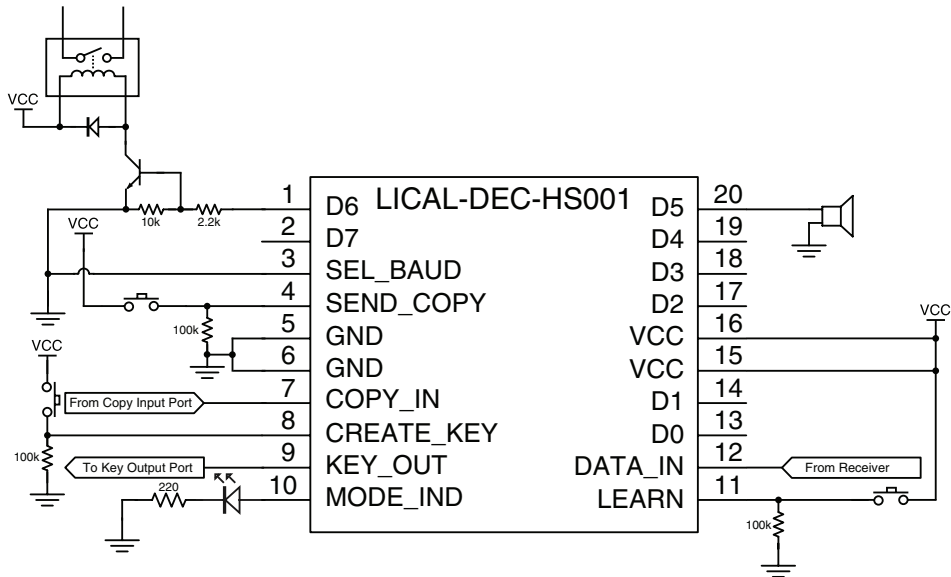 VCC
LICAL-DEC-HS001
10k
2.2k
1
D6
D5
20
VCC
2
D7
D4
19
3
SEL_BAUD
D3
18
4
SEND_COPY
D2
17
100k
5
GND
VCC
16
VCC
6
GND
VCC
15
VCC
From Copy Input Port
7
COPY_IN
D1
14
8
CREATE_KEY
D0
13
100k
To Key Output Port
9
KEY_OUT
DATA_IN
12
From Receiver
220
10
MODE_IND
LEARN
11
100k